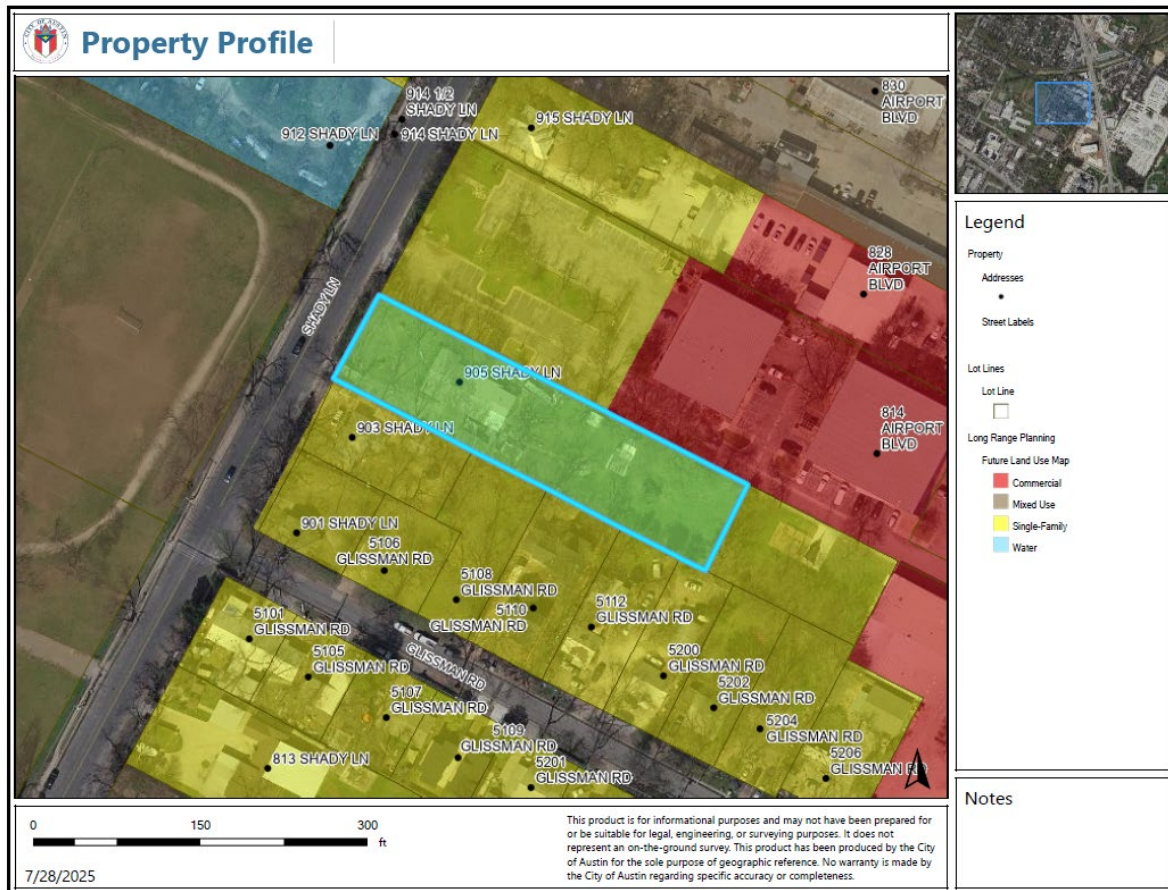 Property Profile
914 1/2
SHADY LN
914 SHADY LN
912 SHADY LN
915 SHADY LN
830
AIRPORT
BLVD
828
AIRPORT
BLVD
SHADY LN
905 SHADY LN
903 SHADY LN
814
AIRPORT
BLVD
901 SHADY LN
5106
GLISSMAN RD
5108
GLISSMAN RD
5110
GLISSMAN RD
5112
GLISSMAN RD
5200
GLISSMAN RD
5202
GLISSMAN RD
5204
GLISSMAN RD
5206
GLISSMAN RD
GLISSMAN RD
5101
GLISSMAN RD
5105
GLISSMAN RD
5107
GLISSMAN RD
5109
GLISSMAN RD
5201
GLISSMAN RD
813 SHADY LN
Legend
Property
Addresses
Street Labels
Lot Lines
Lot Line
Long Range Planning
Future Land Use Map
Commercial
Mixed Use
Single-Family
Water
Notes
0 150 300
ft
7/28/2025
This product is for informational purposes and may not have been prepared for
or be suitable for legal, engineering, or surveying purposes. It does not
represent an on-the-ground survey. This product has been produced by the City
of Austin for the sole purpose of geographic reference. No warranty is made by
the City of Austin regarding specific accuracy or completeness.